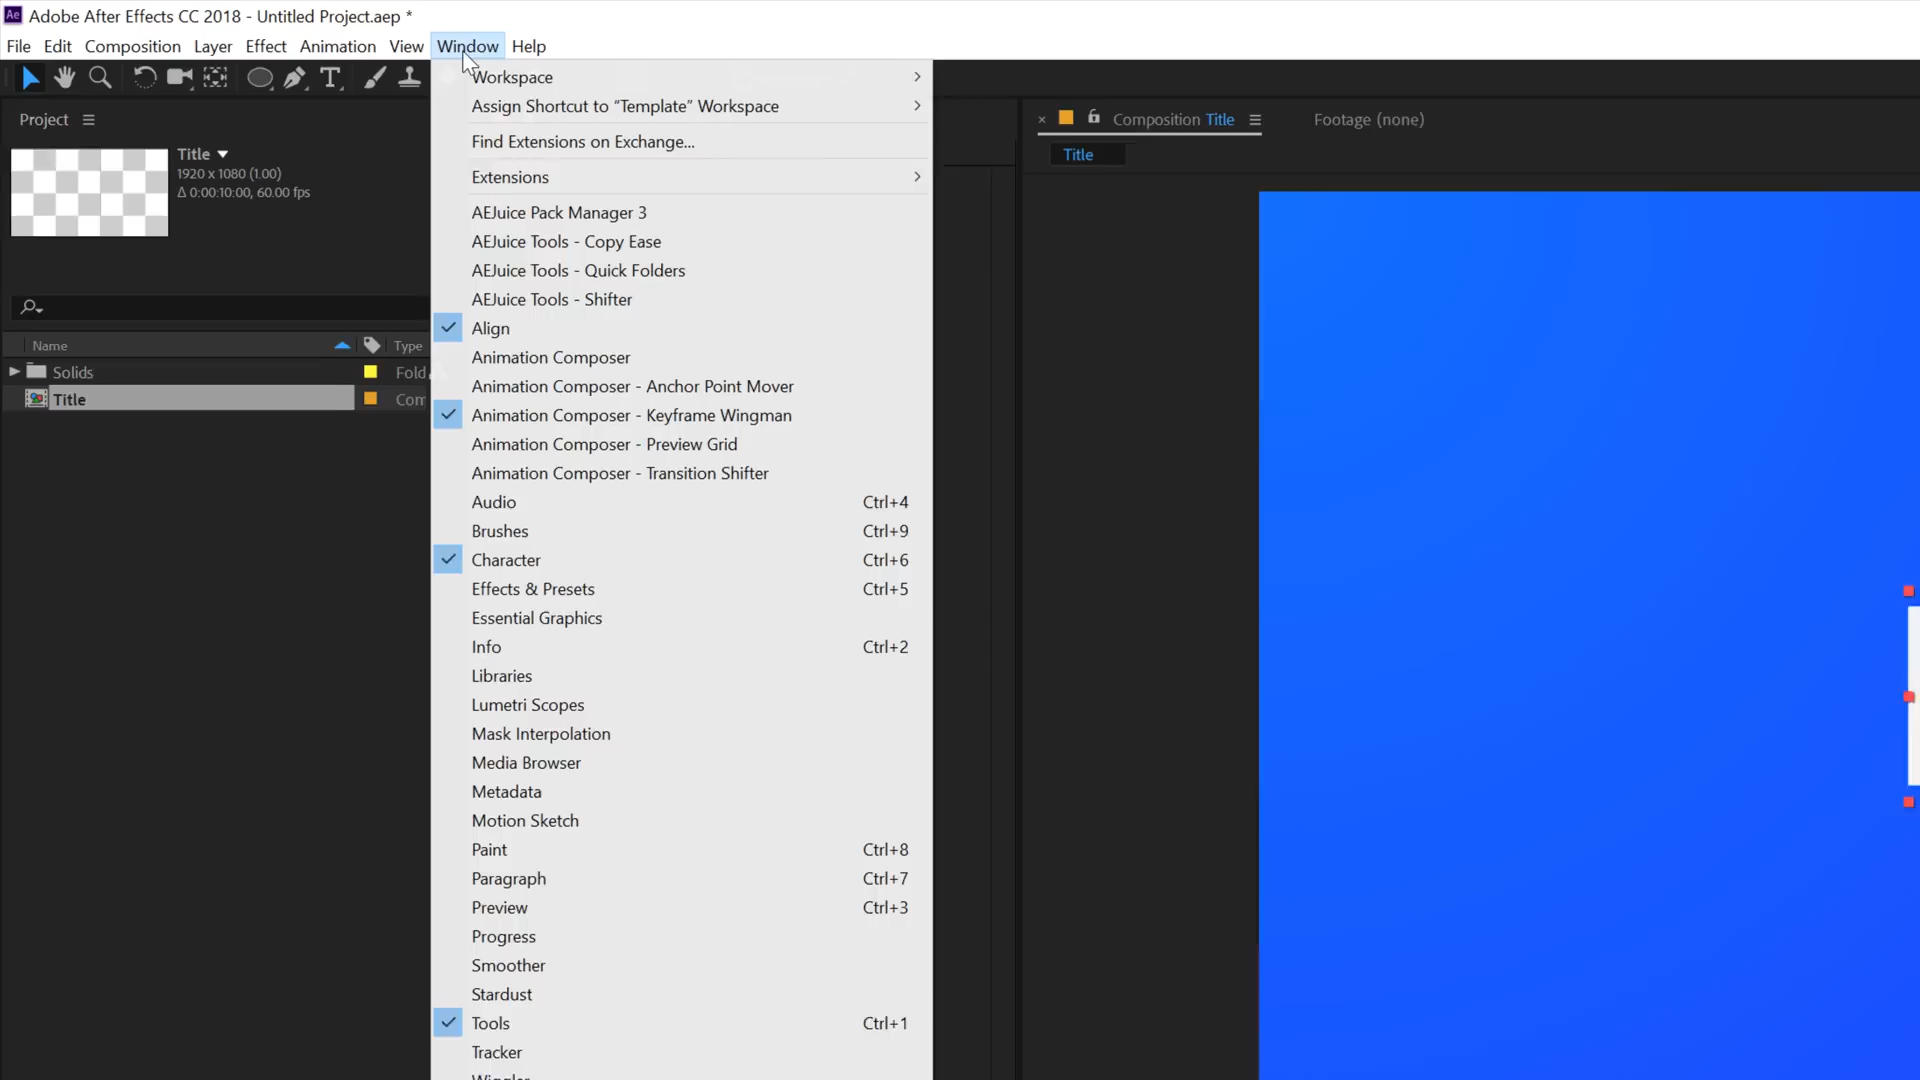 Adobe After Effects CC 2018 - Untitled Project.aep *
File Edit Composition Layer Effect Animation View Window Help
Workspace
Assign Shortcut to “Template” Workspace
Find Extensions on Exchange...
Extensions
AEJuice Pack Manager 3
AEJuice Tools - Copy Ease
AEJuice Tools - Quick Folders
AEJuice Tools - Shifter
Align
Animation Composer
Animation Composer - Anchor Point Mover
Animation Composer - Keyframe Wingman
Animation Composer - Preview Grid
Animation Composer - Transition Shifter
Audio Ctrl+4
Brushes Ctrl+9
Character Ctrl+6
Effects & Presets Ctrl+5
Essential Graphics
Info Ctrl+2
Libraries
Lumetri Scopes
Mask Interpolation
Media Browser
Metadata
Motion Sketch
Paint Ctrl+8
Paragraph Ctrl+7
Preview Ctrl+3
Progress
Smoother
Stardust
Tools Ctrl+1
Tracker
Project
Title
1920 x 1080 (1.00)
Δ 0:00:10:00, 60.00 fps
Name Type
Solids Fold
Title Com
Composition Title Footage (none)
Title